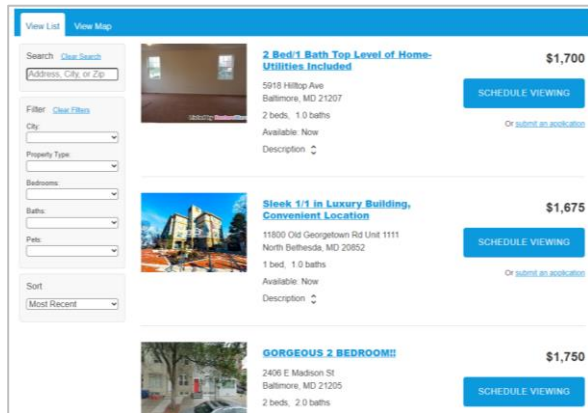 View List
View Map
Search Clear Search
Address, City, or Zip
Filter Clear Filters
City:
Property Type:
Bedrooms:
Baths:
Pets:
Sort
Most Recent
2 Bed/1 Bath Top Level of Home-
Utilities Included
5918 Hilltop Ave
Baltimore, MD 21207
2 beds, 1.0 baths
Available: Now
Description
$1,700
SCHEDULE VIEWING
Or submit an application
Listed by
Sleek 1/1 in Luxury Building,
Convenient Location
11800 Old Georgetown Rd Unit 1111
North Bethesda, MD 20852
1 bed, 1.0 baths
Available: Now
Description
$1,675
SCHEDULE VIEWING
Or submit an application
GORGEOUS 2 BEDROOM!!
2406 E Madison St
Baltimore, MD 21205
2 beds, 2.0 baths
$1,750
SCHEDULE VIEWING